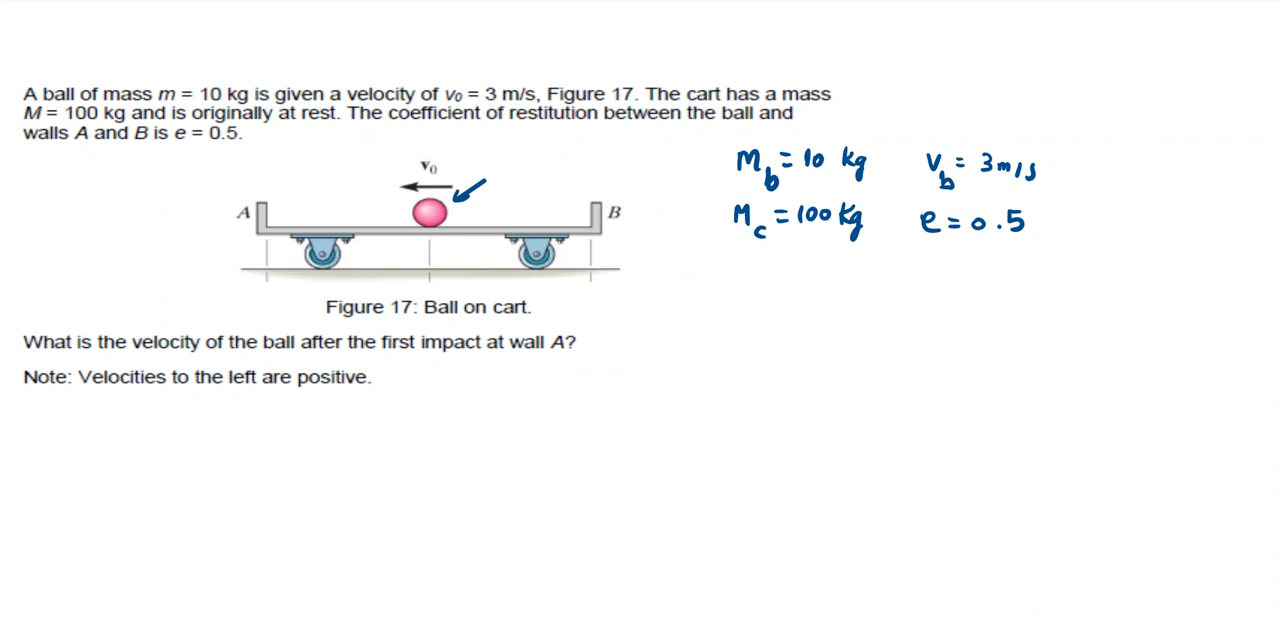 A ball of mass m = 10 kg is given a velocity of v0 = 3 m/s, Figure 17. The cart has a mass
M = 100 kg and is originally at rest. The coefficient of restitution between the ball and
walls A and B is e = 0.5.
M_b = 10 kg    V_b = 3 m/s
M_c = 100 kg    e = 0.5
v0
A
B
Figure 17: Ball on cart.
What is the velocity of the ball after the first impact at wall A?
Note: Velocities to the left are positive.